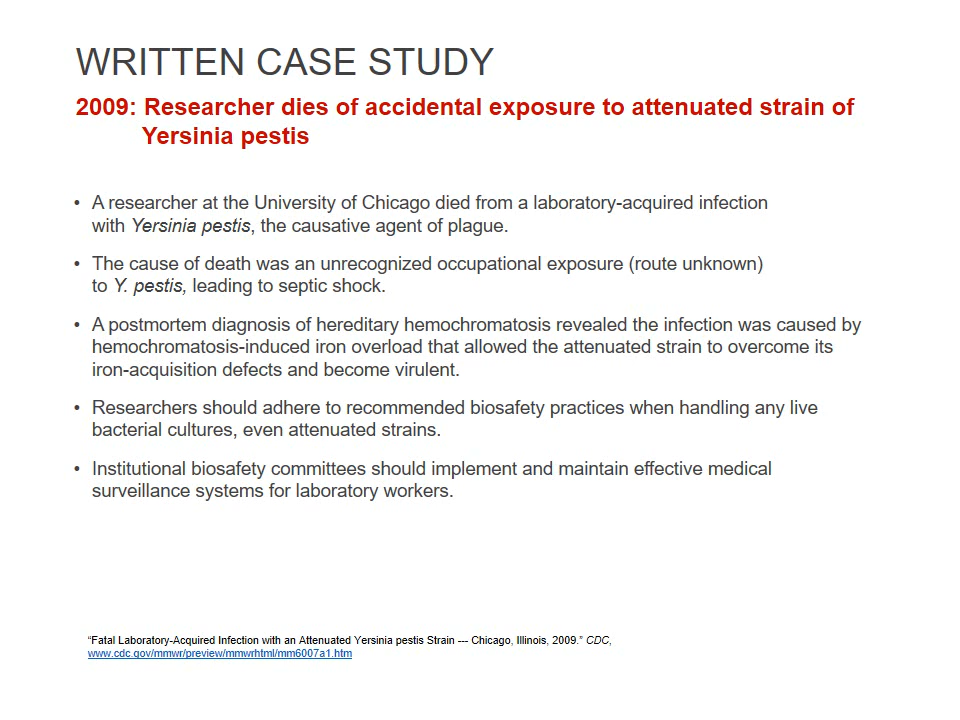 WRITTEN CASE STUDY
2009: Researcher dies of accidental exposure to attenuated strain of
Yersinia pestis
• A researcher at the University of Chicago died from a laboratory-acquired infection
with Yersinia pestis, the causative agent of plague.
• The cause of death was an unrecognized occupational exposure (route unknown)
to Y. pestis, leading to septic shock.
• A postmortem diagnosis of hereditary hemochromatosis revealed the infection was caused by
hemochromatosis-induced iron overload that allowed the attenuated strain to overcome its
iron-acquisition defects and become virulent.
• Researchers should adhere to recommended biosafety practices when handling any live
bacterial cultures, even attenuated strains.
• Institutional biosafety committees should implement and maintain effective medical
surveillance systems for laboratory workers.
“Fatal Laboratory-Acquired Infection with an Attenuated Yersinia pestis Strain --- Chicago, Illinois, 2009.” CDC,
www.cdc.gov/mmwr/preview/mmwrhtml/mm6007a1.htm